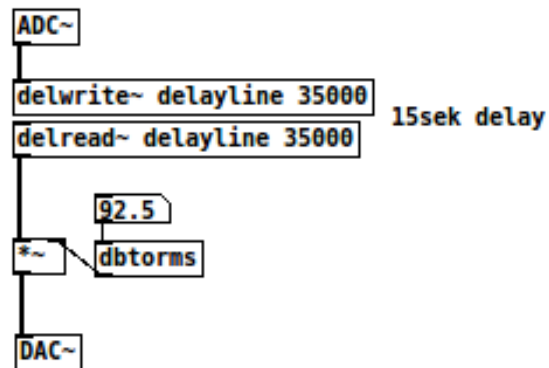 ADC~
delwrite~ delayline 35000
15sek delay
delread~ delayline 35000
92.5
*~
dbtorms
DAC~